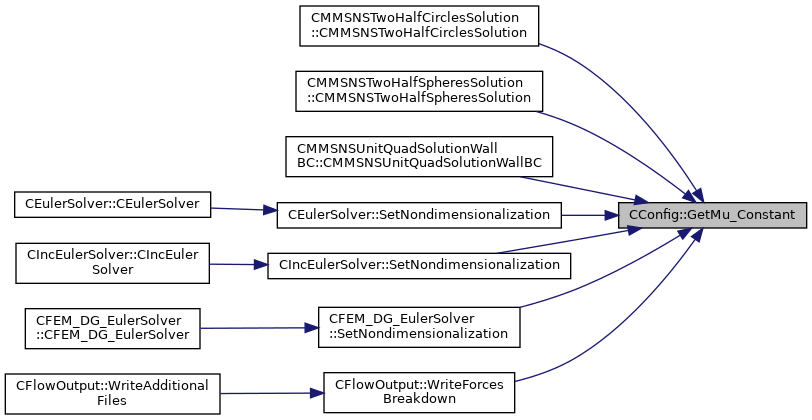 CMMSNSTwoHalfCirclesSolution
::CMMSNSTwoHalfCirclesSolution
CMMSNSTwoHalfSpheresSolution
::CMMSNSTwoHalfSpheresSolution
CMMSNSUnitQuadSolutionWall
BC::CMMSNSUnitQuadSolutionWallBC
CEulerSolver::CEulerSolver
CEulerSolver::SetNondimensionalization
CConfig::GetMu_Constant
CIncEulerSolver::CIncEuler
Solver
CIncEulerSolver::SetNondimensionalization
CFEM_DG_EulerSolver
::CFEM_DG_EulerSolver
CFEM_DG_EulerSolver
::SetNondimensionalization
CFlowOutput::WriteAdditional
Files
CFlowOutput::WriteForces
Breakdown